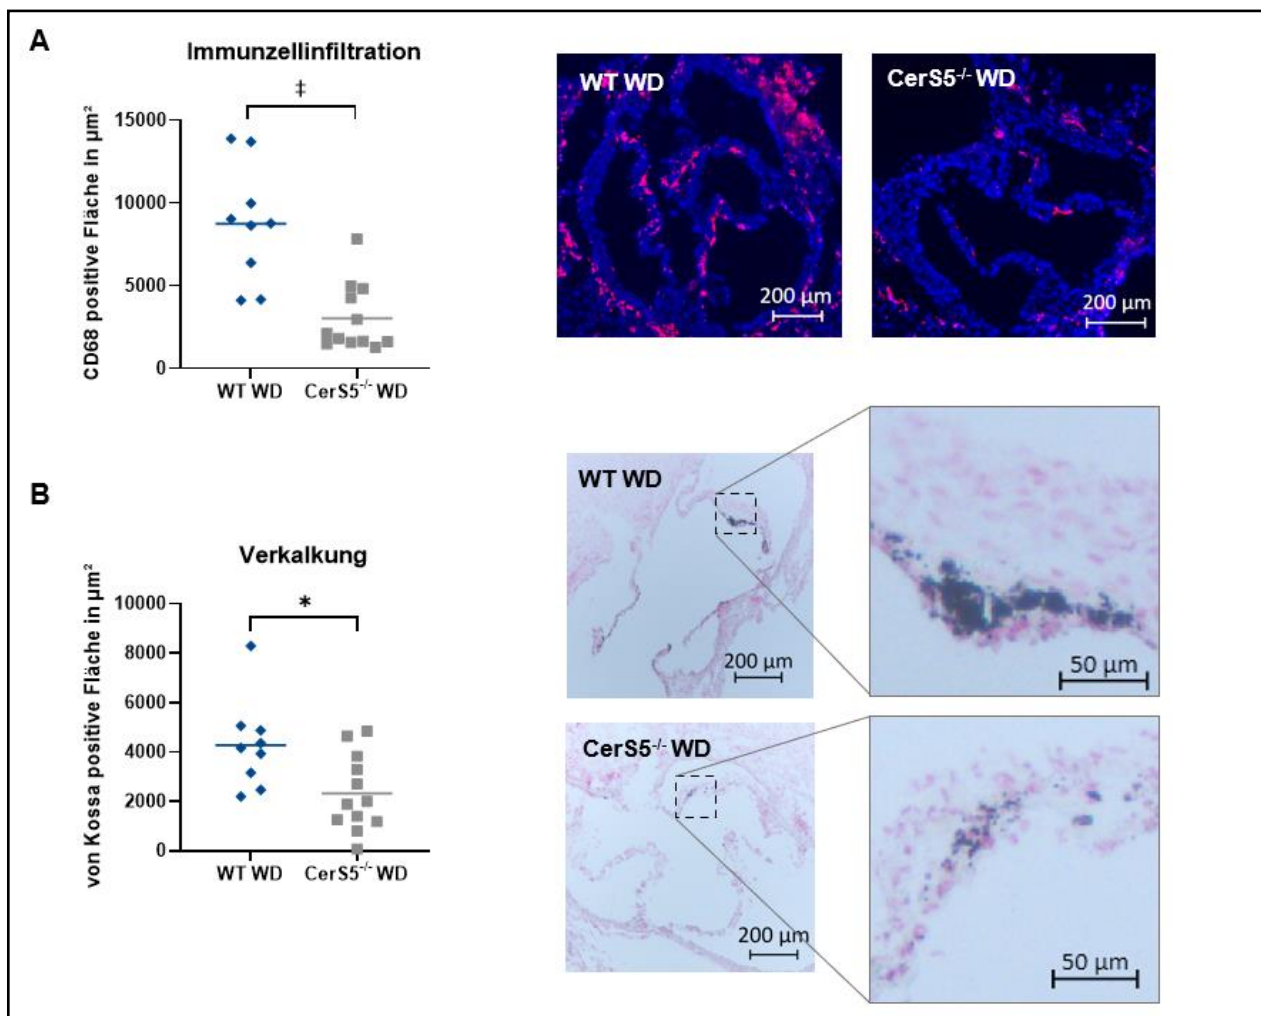 A
Immunzellinfiltration
‡
CD68 positive Fläche in µm²
15000
10000
5000
0
WT WD
CerS5⁻/⁻ WD
WT WD
200 µm
CerS5⁻/⁻ WD
200 µm
B
Verkalkung
*
von Kossa positive Fläche in µm²
10000
8000
6000
4000
2000
0
WT WD
CerS5⁻/⁻ WD
WT WD
200 µm
50 µm
CerS5⁻/⁻ WD
200 µm
50 µm